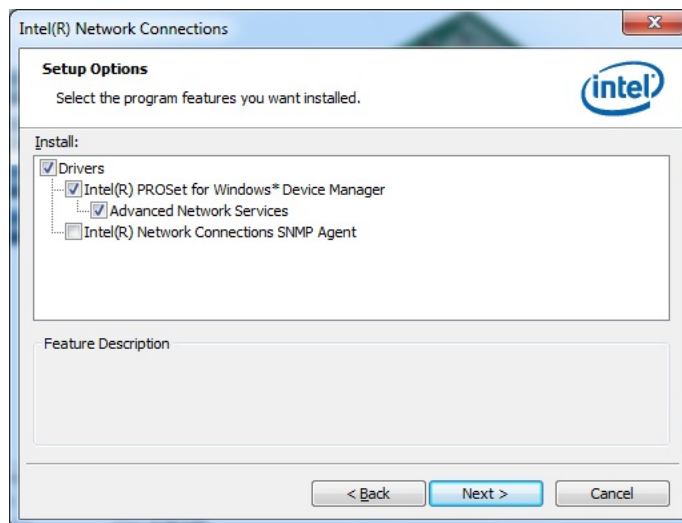 Intel(R) Network Connections
Setup Options
Select the program features you want installed.
intel
Install:
Drivers
Intel(R) PROSet for Windows* Device Manager
Advanced Network Services
Intel(R) Network Connections SNMP Agent
Feature Description
< Back
Next >
Cancel